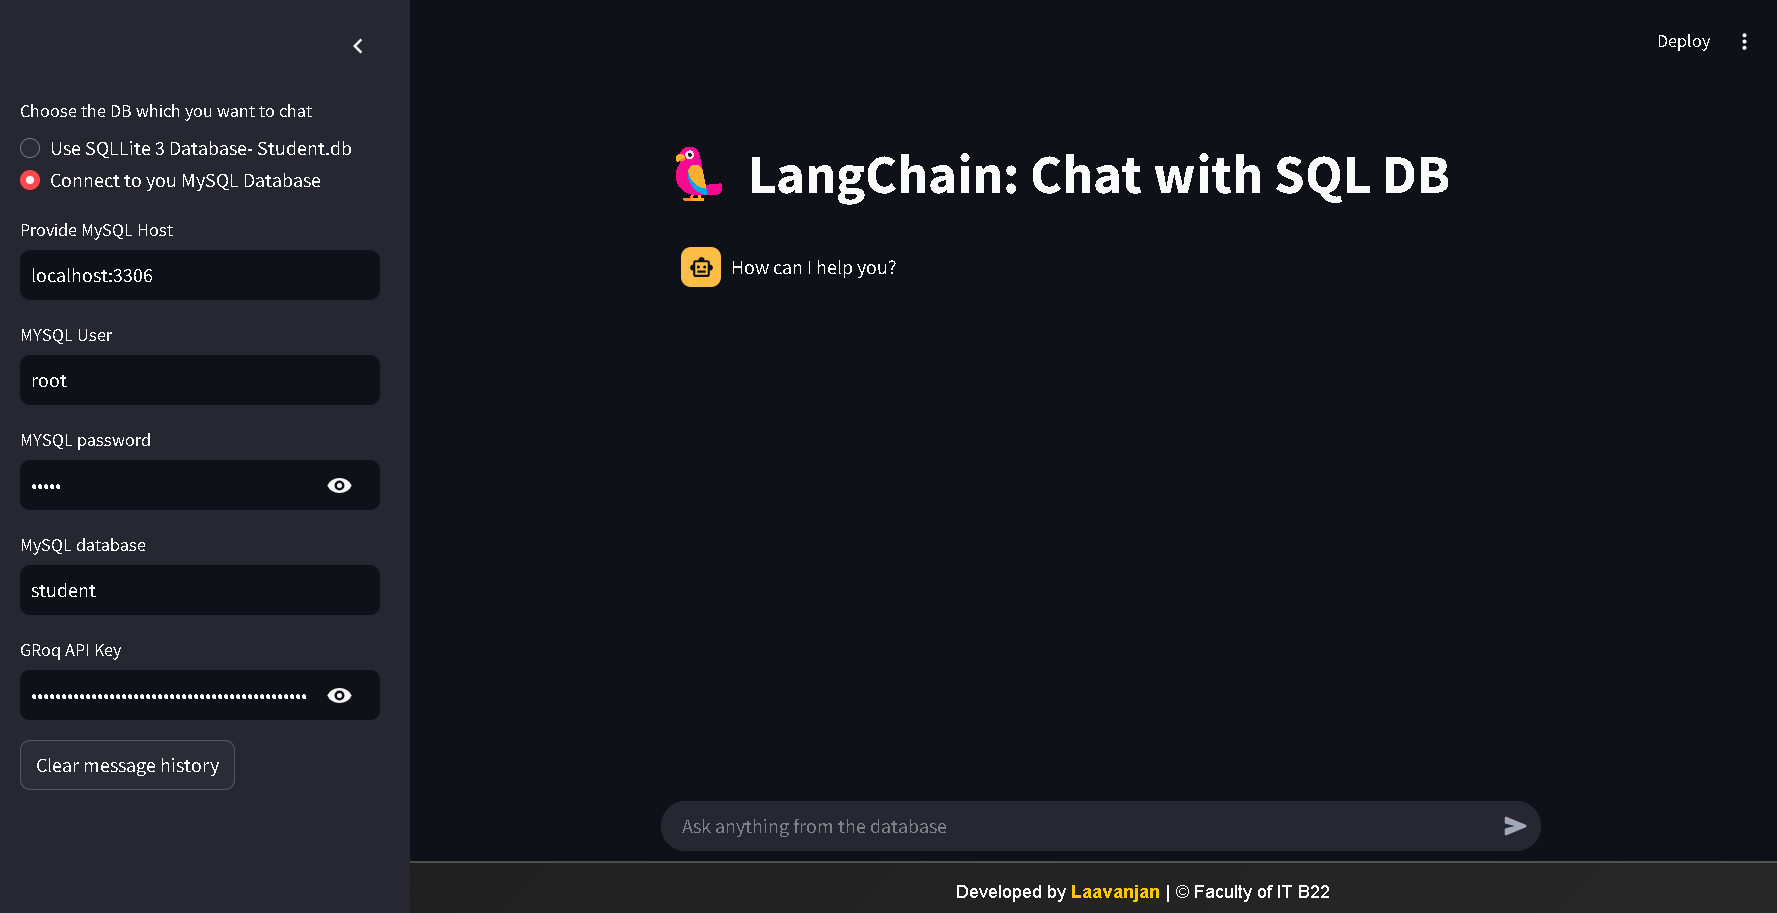 Choose the DB which you want to chat
Use SQLLite 3 Database- Student.db
Connect to you MySQL Database
Provide MySQL Host
localhost:3306
MYSQL User
root
MYSQL password
•••••
MySQL database
student
GRoq API Key
Clear message history
Deploy
LangChain: Chat with SQL DB
How can I help you?
Ask anything from the database
Developed by Laavanjan | © Faculty of IT B22